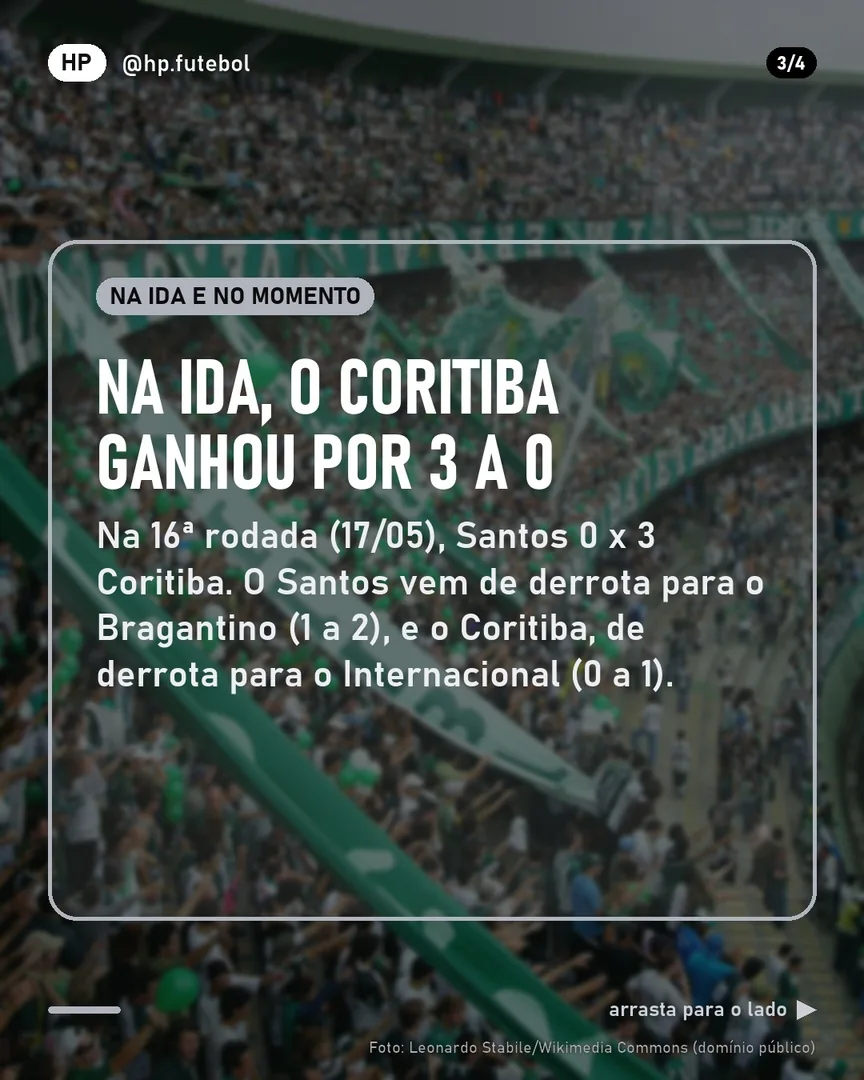 HP @hp.futebol
3/4
NA IDA E NO MOMENTO
NA IDA, O CORITIBA
GANHOU POR 3 A 0
Na 16ª rodada (17/05), Santos 0 x 3
Coritiba. O Santos vem de derrota para o
Bragantino (1 a 2), e o Coritiba, de
derrota para o Internacional (0 a 1).
arrasta para o lado ▶
Foto: Leonardo Stabile/Wikimedia Commons (domínio público)